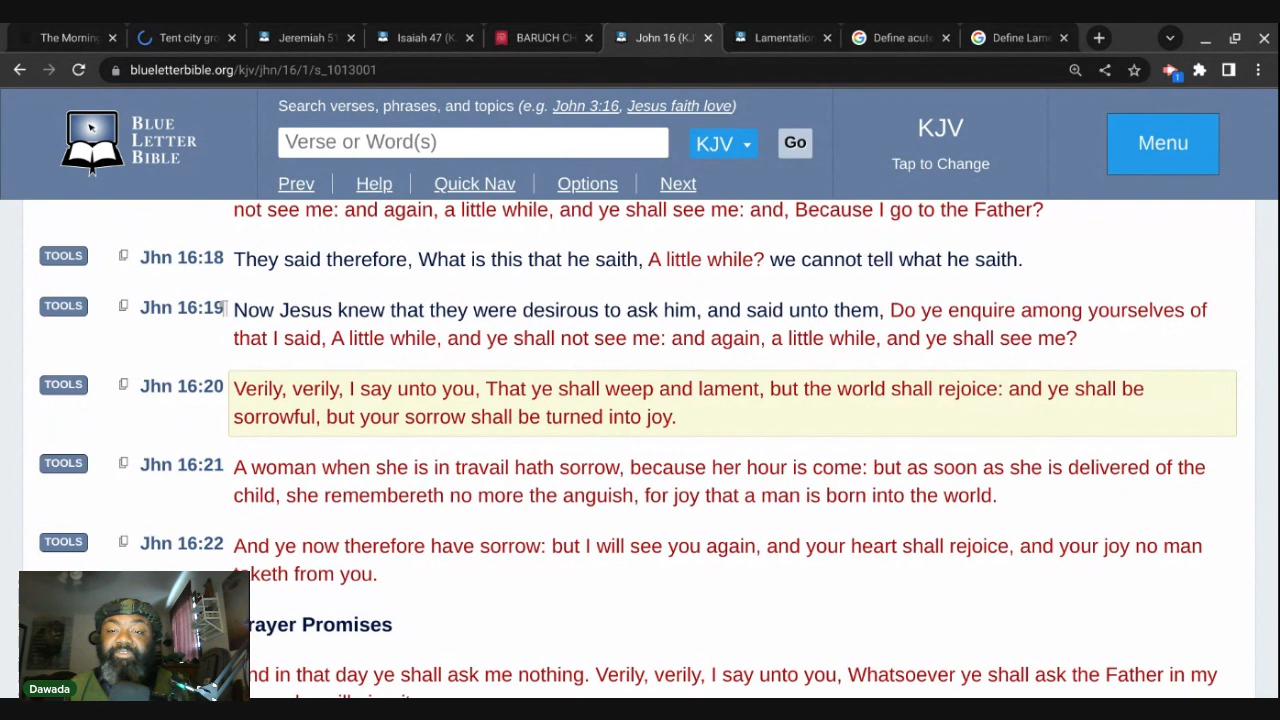 The Morning
Tent city gro
Jeremiah 51
Isaiah 47 (K
BARUCH CH
John 16 (KJ
Lamentation
Define acute
Define Lam
blueletterbible.org/kjv/jhn/16/1/s_1013001
1
BLUE
LETTER
BIBLE
Search verses, phrases, and topics (e.g. John 3:16, Jesus faith love)
Verse or Word(s)
KJV
Go
Prev
Help
Quick Nav
Options
Next
KJV
Tap to Change
Menu
not see me: and again, a little while, and ye shall see me: and, Because I go to the Father?
TOOLS Jhn 16:18 They said therefore, What is this that he saith, A little while? we cannot tell what he saith.
TOOLS Jhn 16:19 ¶ Now Jesus knew that they were desirous to ask him, and said unto them, Do ye enquire among yourselves of
that I said, A little while, and ye shall not see me: and again, a little while, and ye shall see me?
TOOLS Jhn 16:20 Verily, verily, I say unto you, That ye shall weep and lament, but the world shall rejoice: and ye shall be
sorrowful, but your sorrow shall be turned into joy.
TOOLS Jhn 16:21 A woman when she is in travail hath sorrow, because her hour is come: but as soon as she is delivered of the
child, she remembereth no more the anguish, for joy that a man is born into the world.
TOOLS Jhn 16:22 And ye now therefore have sorrow: but I will see you again, and your heart shall rejoice, and your joy no man
keth from you.
rayer Promises
nd in that day ye shall ask me nothing. Verily, verily, I say unto you, Whatsoever ye shall ask the Father in my
Dawada